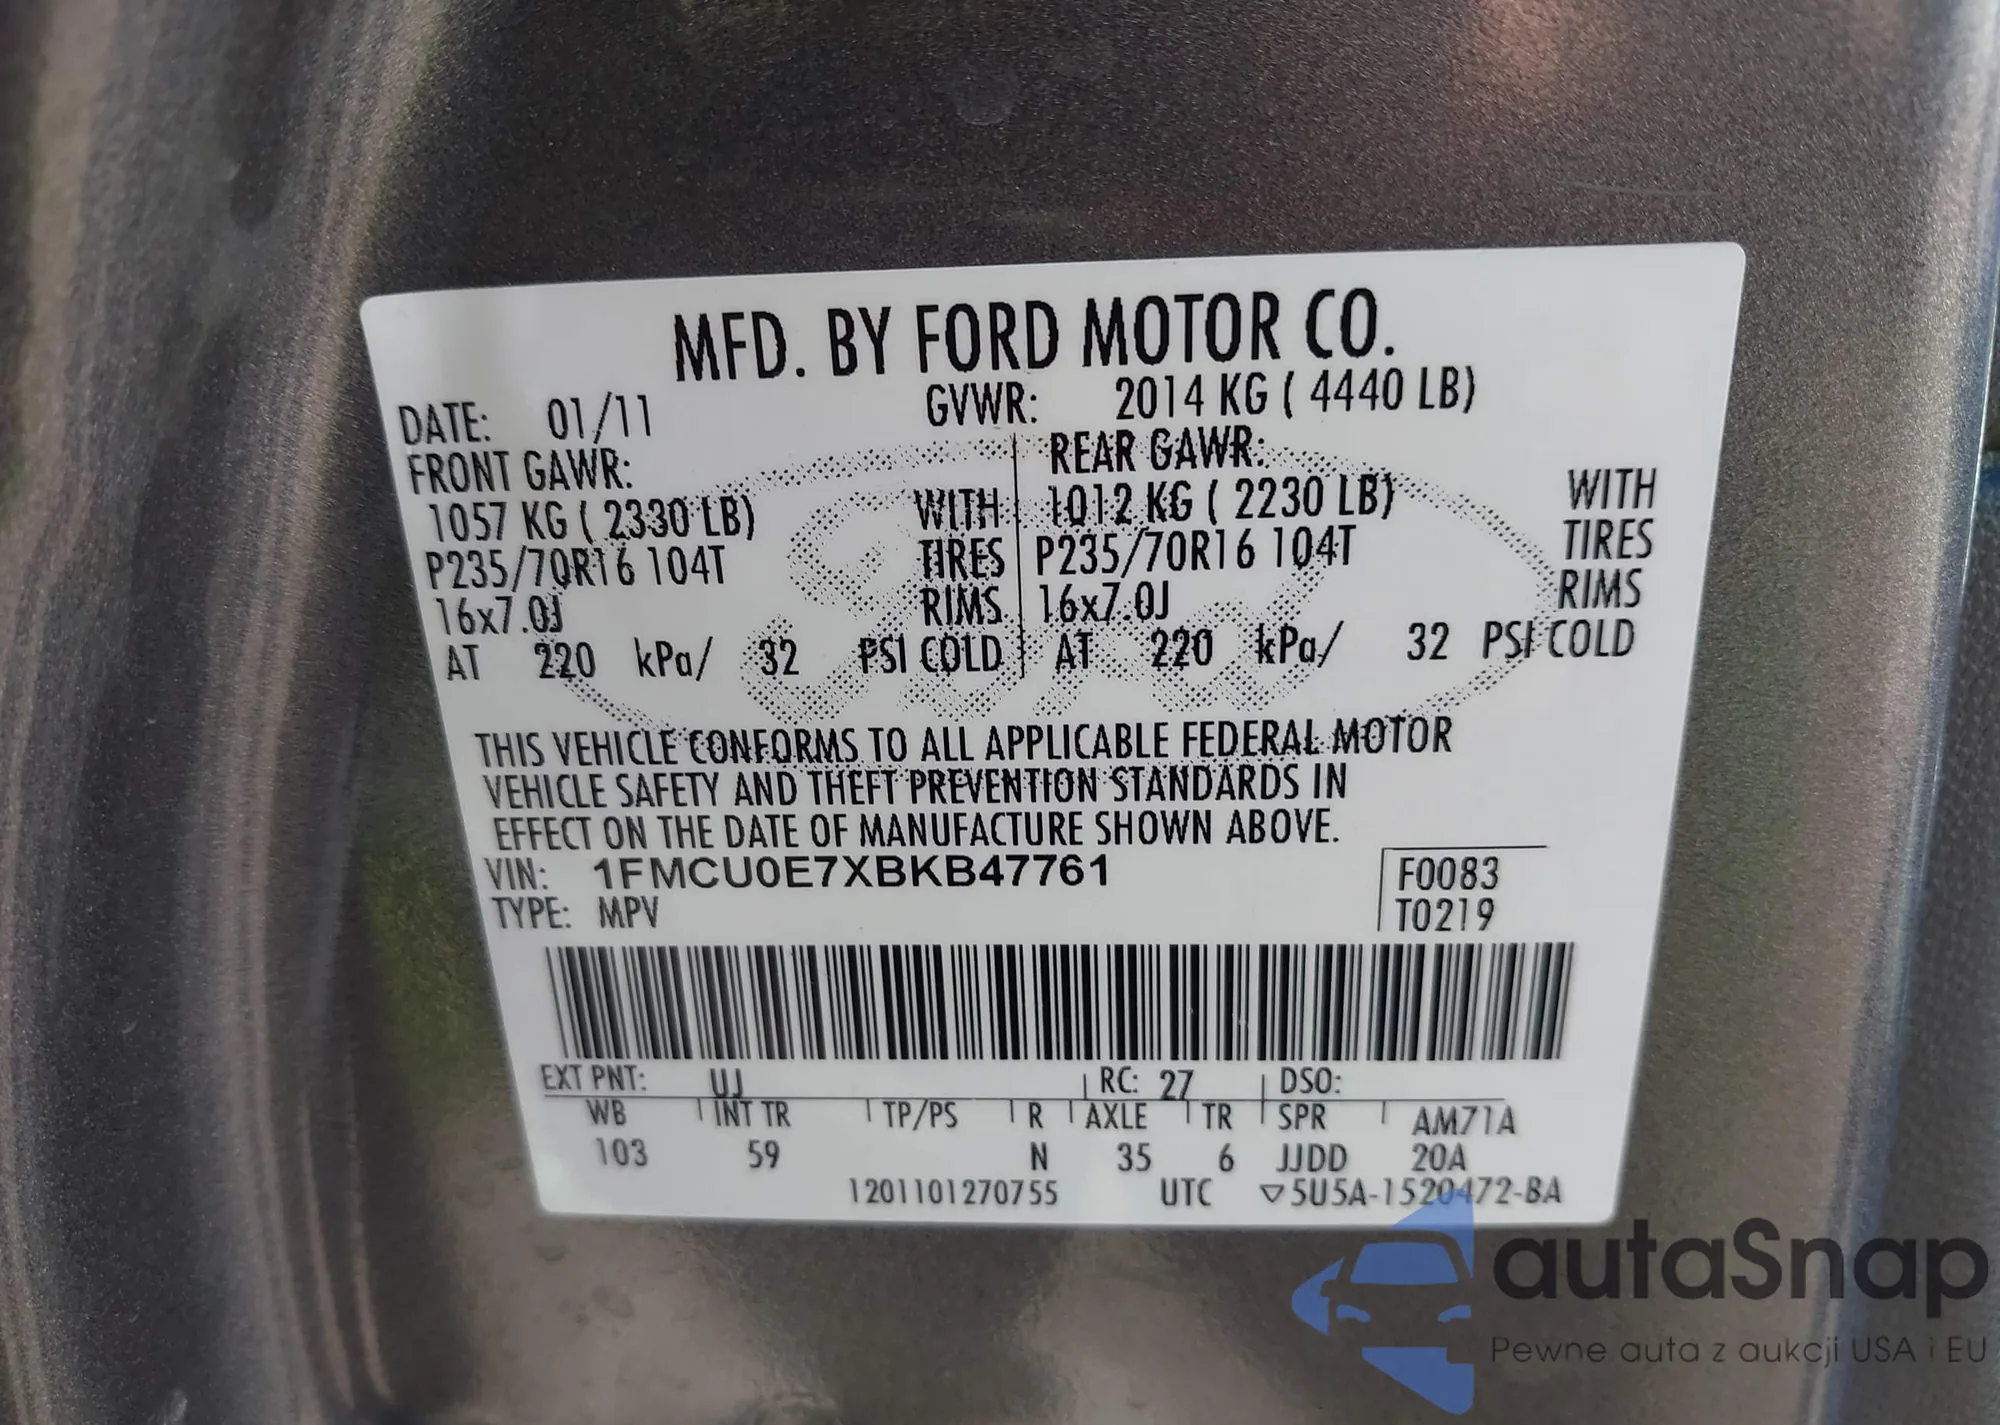 MFD. BY FORD MOTOR CO.
DATE: 01/11 GVWR: 2014 KG ( 4440 LB)
FRONT GAWR: REAR GAWR:
1057 KG ( 2330 LB) WITH 1012 KG ( 2230 LB) WITH
P235/70R16 104T TIRES P235/70R16 104T TIRES
16x7.0J RIMS 16x7.0J RIMS
AT 220 kPa/ 32 PSI COLD AT 220 kPa/ 32 PSI COLD
THIS VEHICLE CONFORMS TO ALL APPLICABLE FEDERAL MOTOR
VEHICLE SAFETY AND THEFT PREVENTION STANDARDS IN
EFFECT ON THE DATE OF MANUFACTURE SHOWN ABOVE.
VIN: 1FMCU0E7XBKB47761 F0083
TYPE: MPV T0219
EXT PNT: UJ RC: 27 DSO:
WB INT TR TP/PS R AXLE TR SPR AM71A
103 59 N 35 6 JJDD 20A
1201101270755 UTC ▽5U5A-1520472-BA
autaSnap
Pewne auta z aukcji USA i EU